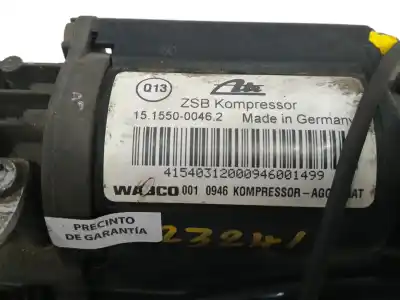 Q13 Ate
ZSB Kompressor
15.1550-0046.2 Made in Germany
41540312000946001499
WABCO 001 0946 KOMPRESSOR-AGGREGAT
PRECINTO
DE GARANTÍA